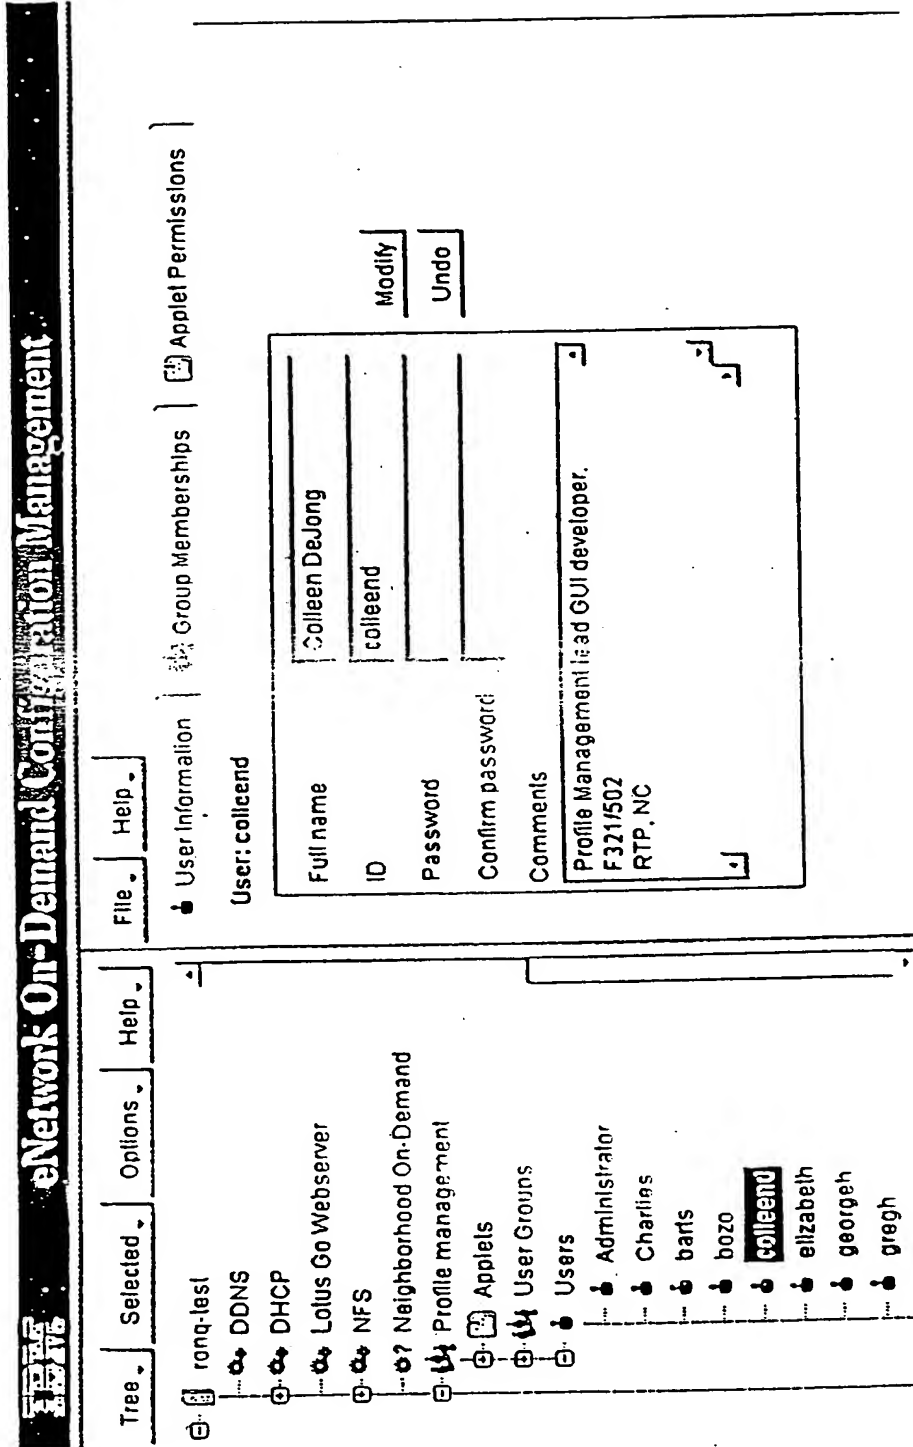 IBM eNetwork On-Demand Configuration Management
Tree Selected Options Help
ronq-test
DDNS
DHCP
Lotus Go Webserver
NFS
? Neighborhood On-Demand
Profile management
Applets
User Groups
Users
Administrator
Charlies
barts
bozo
colleend
elizabeth
georgeh
gregh
File Help
User Information Group Memberships Applet Permissions
User: colleend
Full name Colleen DeJong
ID colleend
Modify
Password
Undo
Confirm password
Comments
Profile Management lead GUI developer.
F321/502
RTP, NC